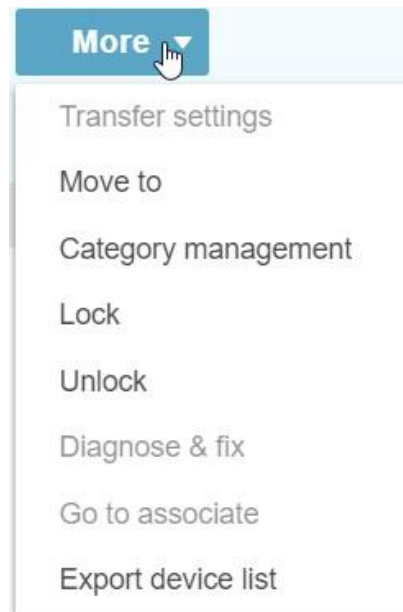 More
Transfer settings
Move to
Category management
Lock
Unlock
Diagnose & fix
Go to associate
Export device list